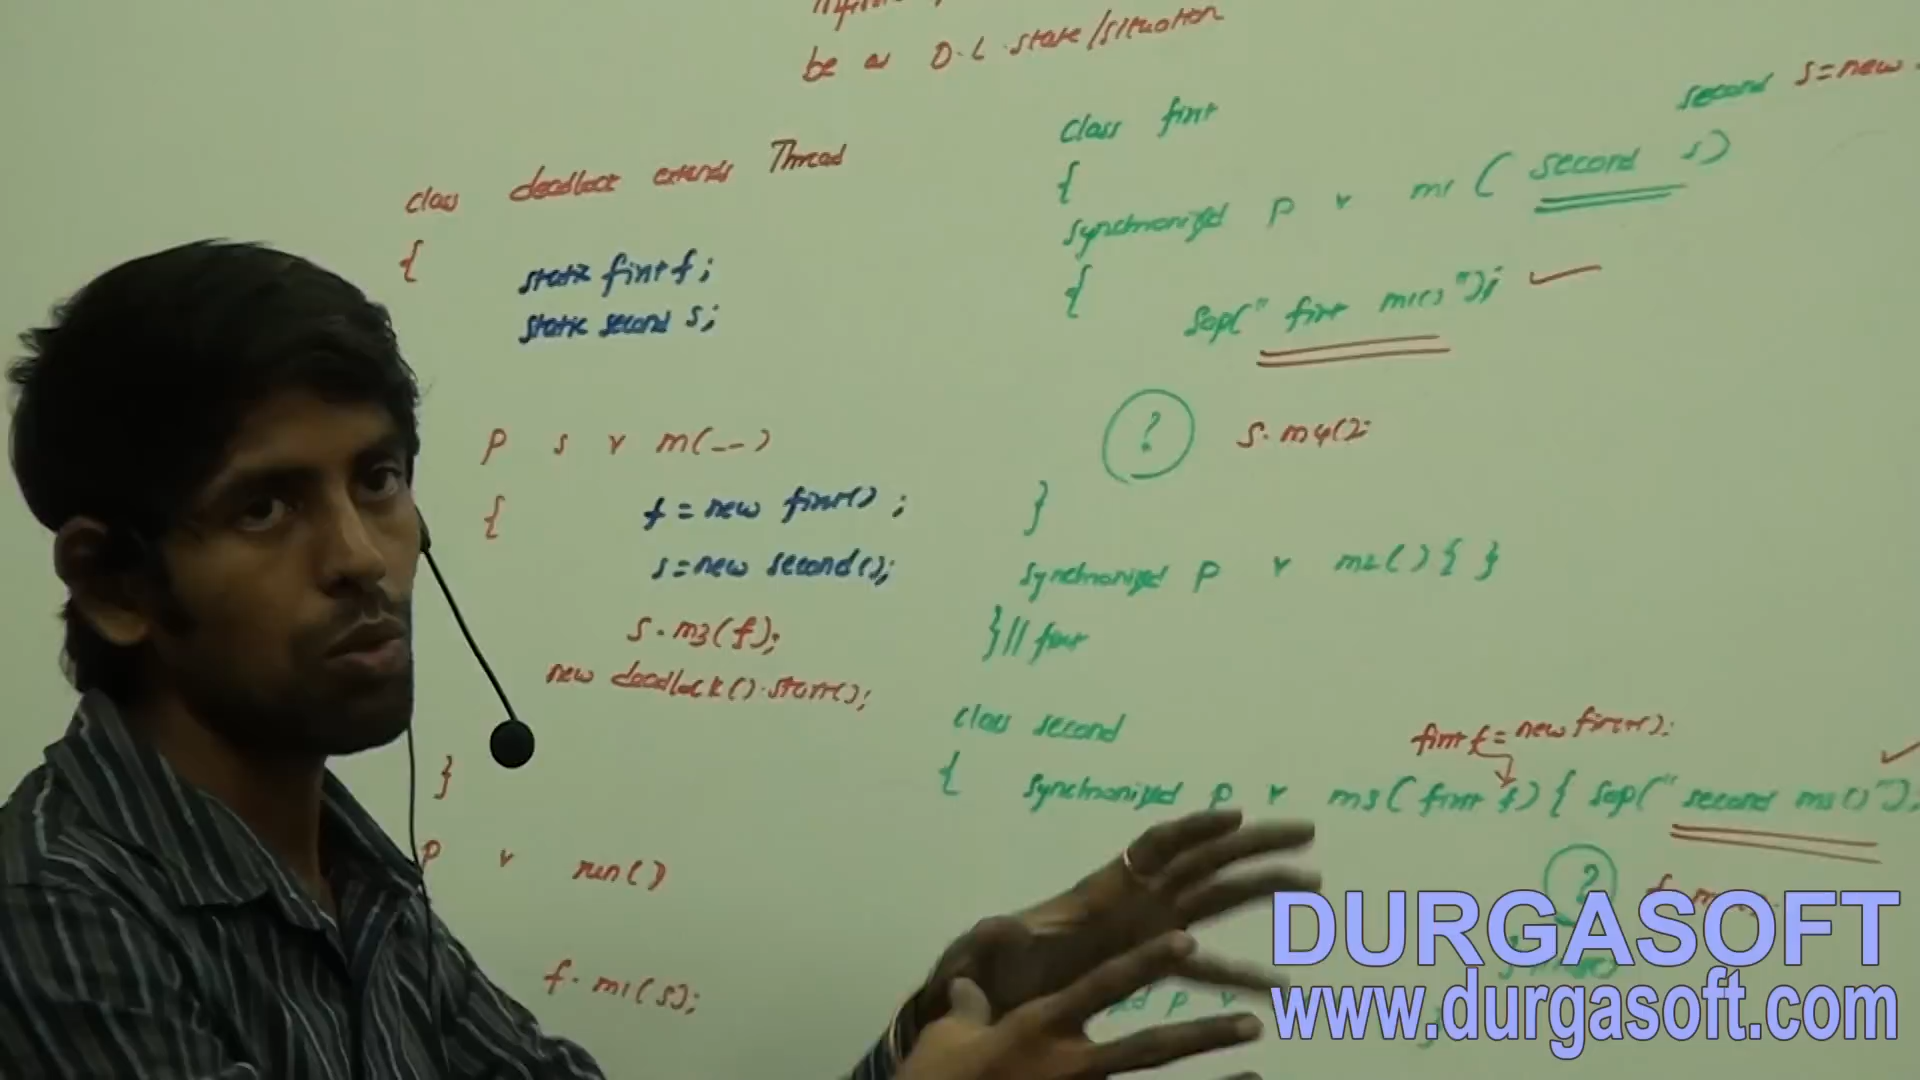 be as D.L state/situation
class deadlock extends Thread
{
static first f;
static second s;
P s v m(---)
{
f = new first();
s=new second();
s.m3(f);
new deadlock().start();
}
P v run()
f. m1(s);
second s=new
class first
{
synchronized P v m1 ( second s)
{
Sop(" first m1()");
? s.m4();
}
synchronized P v m2(){ }
}// first
class second
first f=new first();
{ synchronized P v m3( first f) { Sop(" second m3()");
?
P v
DURGASOFT
www.durgasoft.com